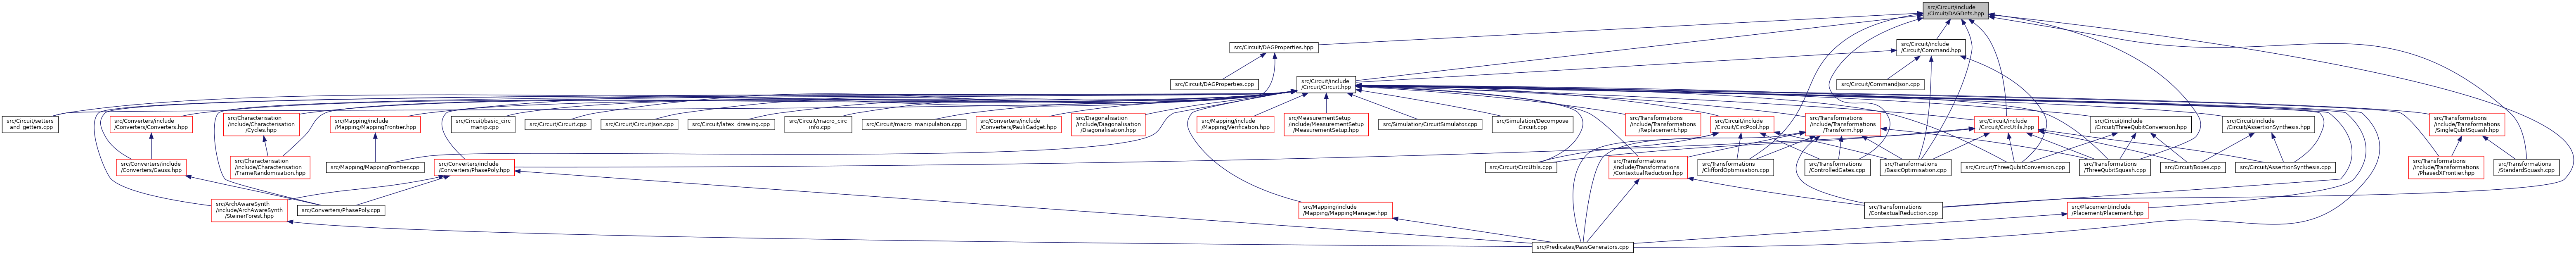 src/Circuit/include
/Circuit/DAGDefs.hpp
src/Circuit/DAGProperties.hpp
src/Circuit/include
/Circuit/Command.hpp
src/Circuit/DAGProperties.cpp
src/Circuit/include
/Circuit/Circuit.hpp
src/Circuit/CommandJson.cpp
src/Circuit/setters
_and_getters.cpp
src/Converters/include
/Converters/Converters.hpp
src/Characterisation
/include/Characterisation
/Cycles.hpp
src/Mapping/include
/Mapping/MappingFrontier.hpp
src/Circuit/basic_circ
_manip.cpp
src/Circuit/Circuit.cpp
src/Circuit/CircuitJson.cpp
src/Circuit/latex_drawing.cpp
src/Circuit/macro_circ
_info.cpp
src/Circuit/macro_manipulation.cpp
src/Converters/include
/Converters/PauliGadget.hpp
src/Diagonalisation
/include/Diagonalisation
/Diagonalisation.hpp
src/Mapping/include
/Mapping/Verification.hpp
src/MeasurementSetup
/include/MeasurementSetup
/MeasurementSetup.hpp
src/Simulation/CircuitSimulator.cpp
src/Simulation/Decompose
Circuit.cpp
src/Transformations
/include/Transformations
/Replacement.hpp
src/Circuit/include
/Circuit/CircPool.hpp
src/Transformations
/include/Transformations
/Transform.hpp
src/Circuit/include
/Circuit/CircUtils.hpp
src/Circuit/include
/Circuit/ThreeQubitConversion.hpp
src/Circuit/include
/Circuit/AssertionSynthesis.hpp
src/Transformations
/include/Transformations
/SingleQubitSquash.hpp
src/Converters/include
/Converters/Gauss.hpp
src/Characterisation
/include/Characterisation
/FrameRandomisation.hpp
src/Mapping/MappingFrontier.cpp
src/Converters/include
/Converters/PhasePoly.hpp
src/Circuit/CircUtils.cpp
src/Transformations
/include/Transformations
/ContextualReduction.hpp
src/Transformations
/CliffordOptimisation.cpp
src/Transformations
/ControlledGates.cpp
src/Transformations
/BasicOptimisation.cpp
src/Circuit/ThreeQubitConversion.cpp
src/Transformations
/ThreeQubitSquash.cpp
src/Circuit/Boxes.cpp
src/Circuit/AssertionSynthesis.cpp
src/Transformations
/include/Transformations
/PhasedXFrontier.hpp
src/Transformations
/StandardSquash.cpp
src/ArchAwareSynth
/include/ArchAwareSynth
/SteinerForest.hpp
src/Converters/PhasePoly.cpp
src/Mapping/include
/Mapping/MappingManager.hpp
src/Transformations
/ContextualReduction.cpp
src/Placement/include
/Placement/Placement.hpp
src/Predicates/PassGenerators.cpp